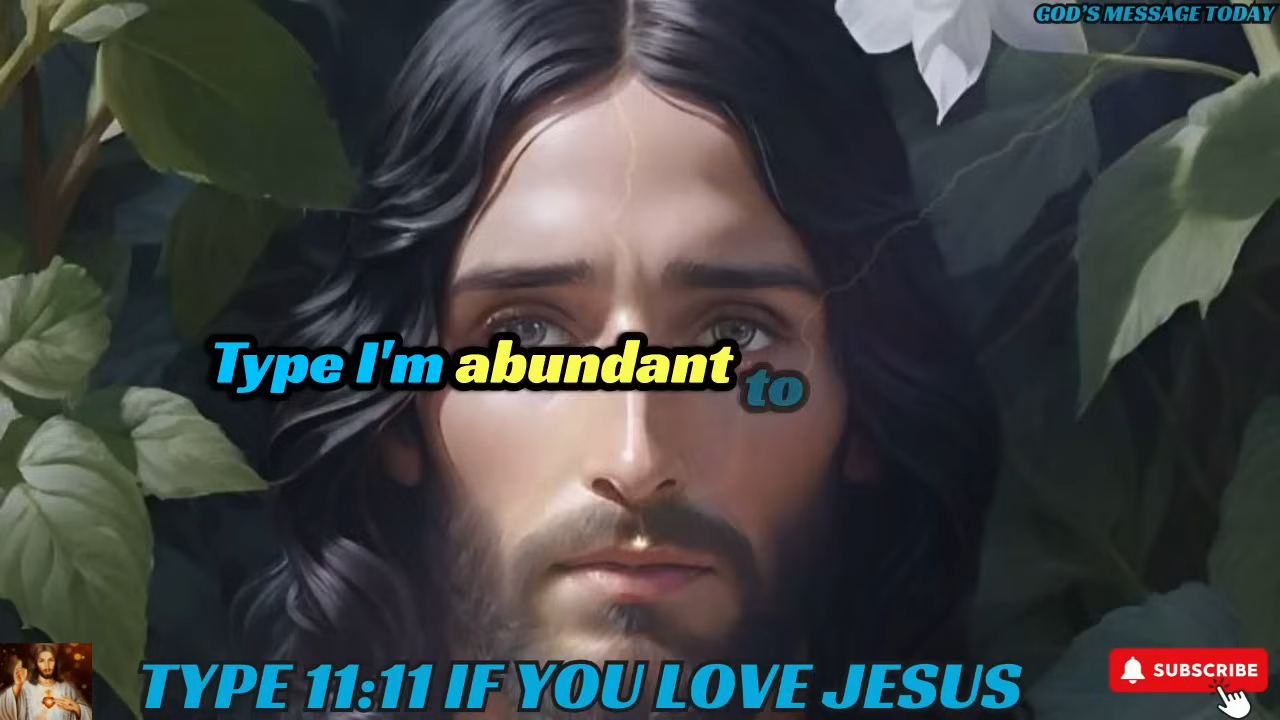 GOD'S MESSAGE TODAY
Type I'm abundant to
TYPE 11:11 IF YOU LOVE JESUS
SUBSCRIBE